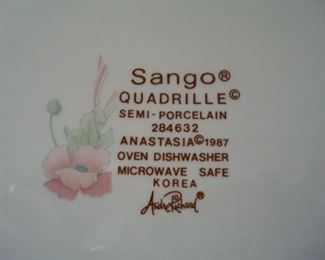 Sango®
QUADRILLE©
SEMI-PORCELAIN
284632
ANASTASIA©1987
OVEN DISHWASHER
MICROWAVE SAFE
KOREA
Andre Richard®